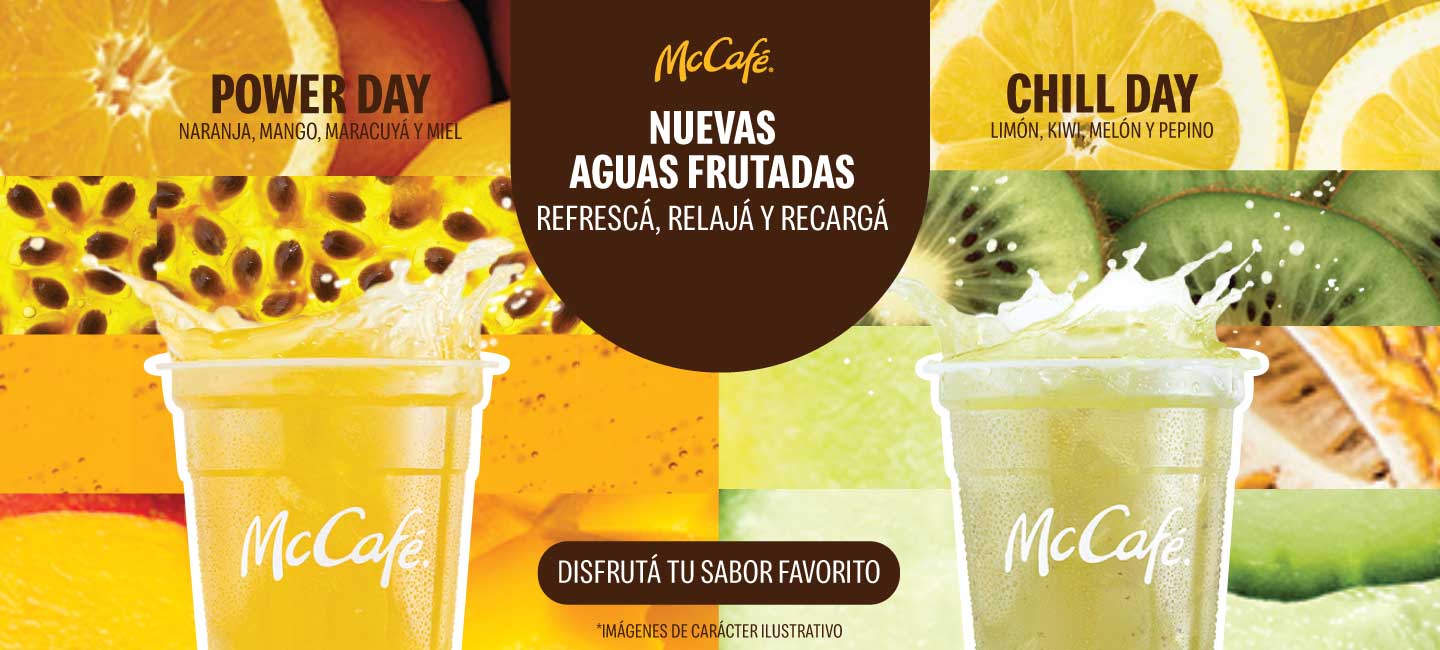 McCafé®
NUEVAS
AGUAS FRUTADAS
REFRESCÁ, RELAJÁ Y RECARGÁ
POWER DAY
NARANJA, MANGO, MARACUYÁ Y MIEL
CHILL DAY
LIMÓN, KIWI, MELÓN Y PEPINO
McCafé®
McCafé®
DISFRUTÁ TU SABOR FAVORITO
*IMÁGENES DE CARÁCTER ILUSTRATIVO